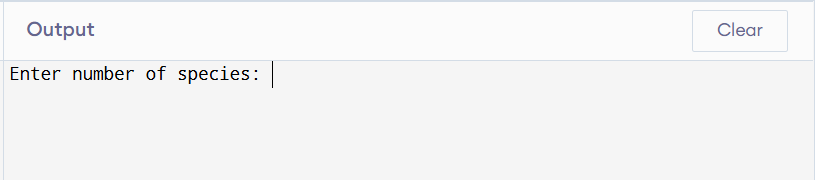 Output
Clear
Enter number of species: